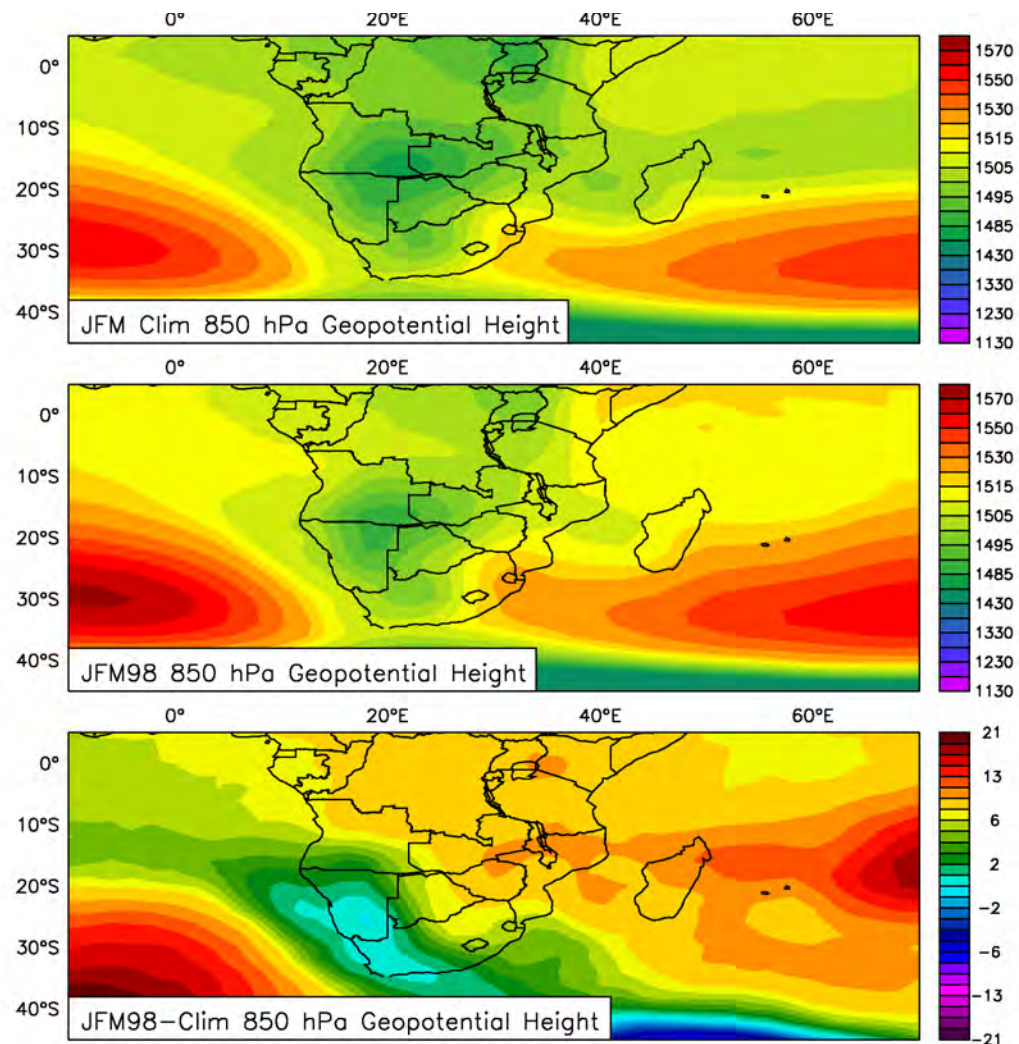 0° 20°E 40°E 60°E
0°
10°S
20°S
30°S
40°S
1570
1550
1530
1515
1505
1495
1485
1430
1330
1230
1130
JFM Clim 850 hPa Geopotential Height
0° 20°E 40°E 60°E
0°
10°S
20°S
30°S
40°S
1570
1550
1530
1515
1505
1495
1485
1430
1330
1230
1130
JFM98 850 hPa Geopotential Height
0° 20°E 40°E 60°E
0°
10°S
20°S
30°S
40°S
21
13
6
2
-2
-6
-13
-21
JFM98-Clim 850 hPa Geopotential Height